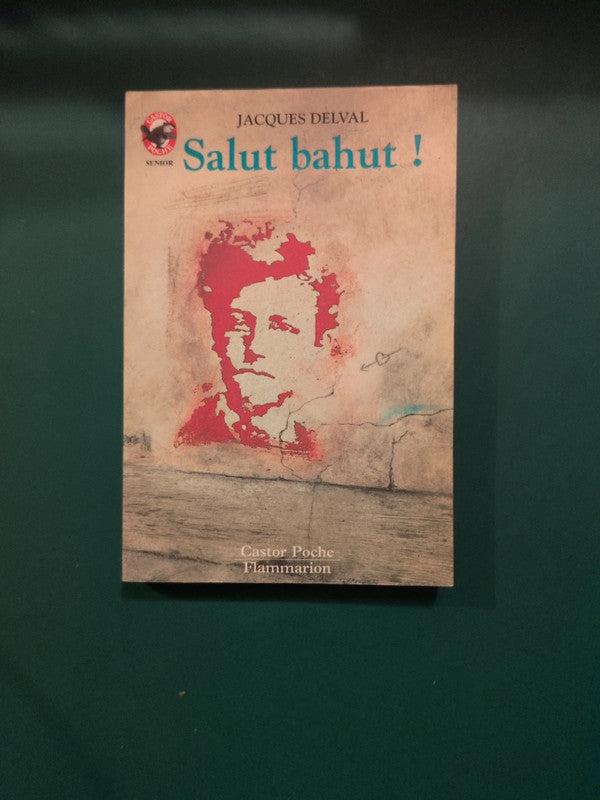 JACQUES DELVAL
CASTOR
POCHE
SENIOR
Salut bahut !
Castor Poche
Flammarion